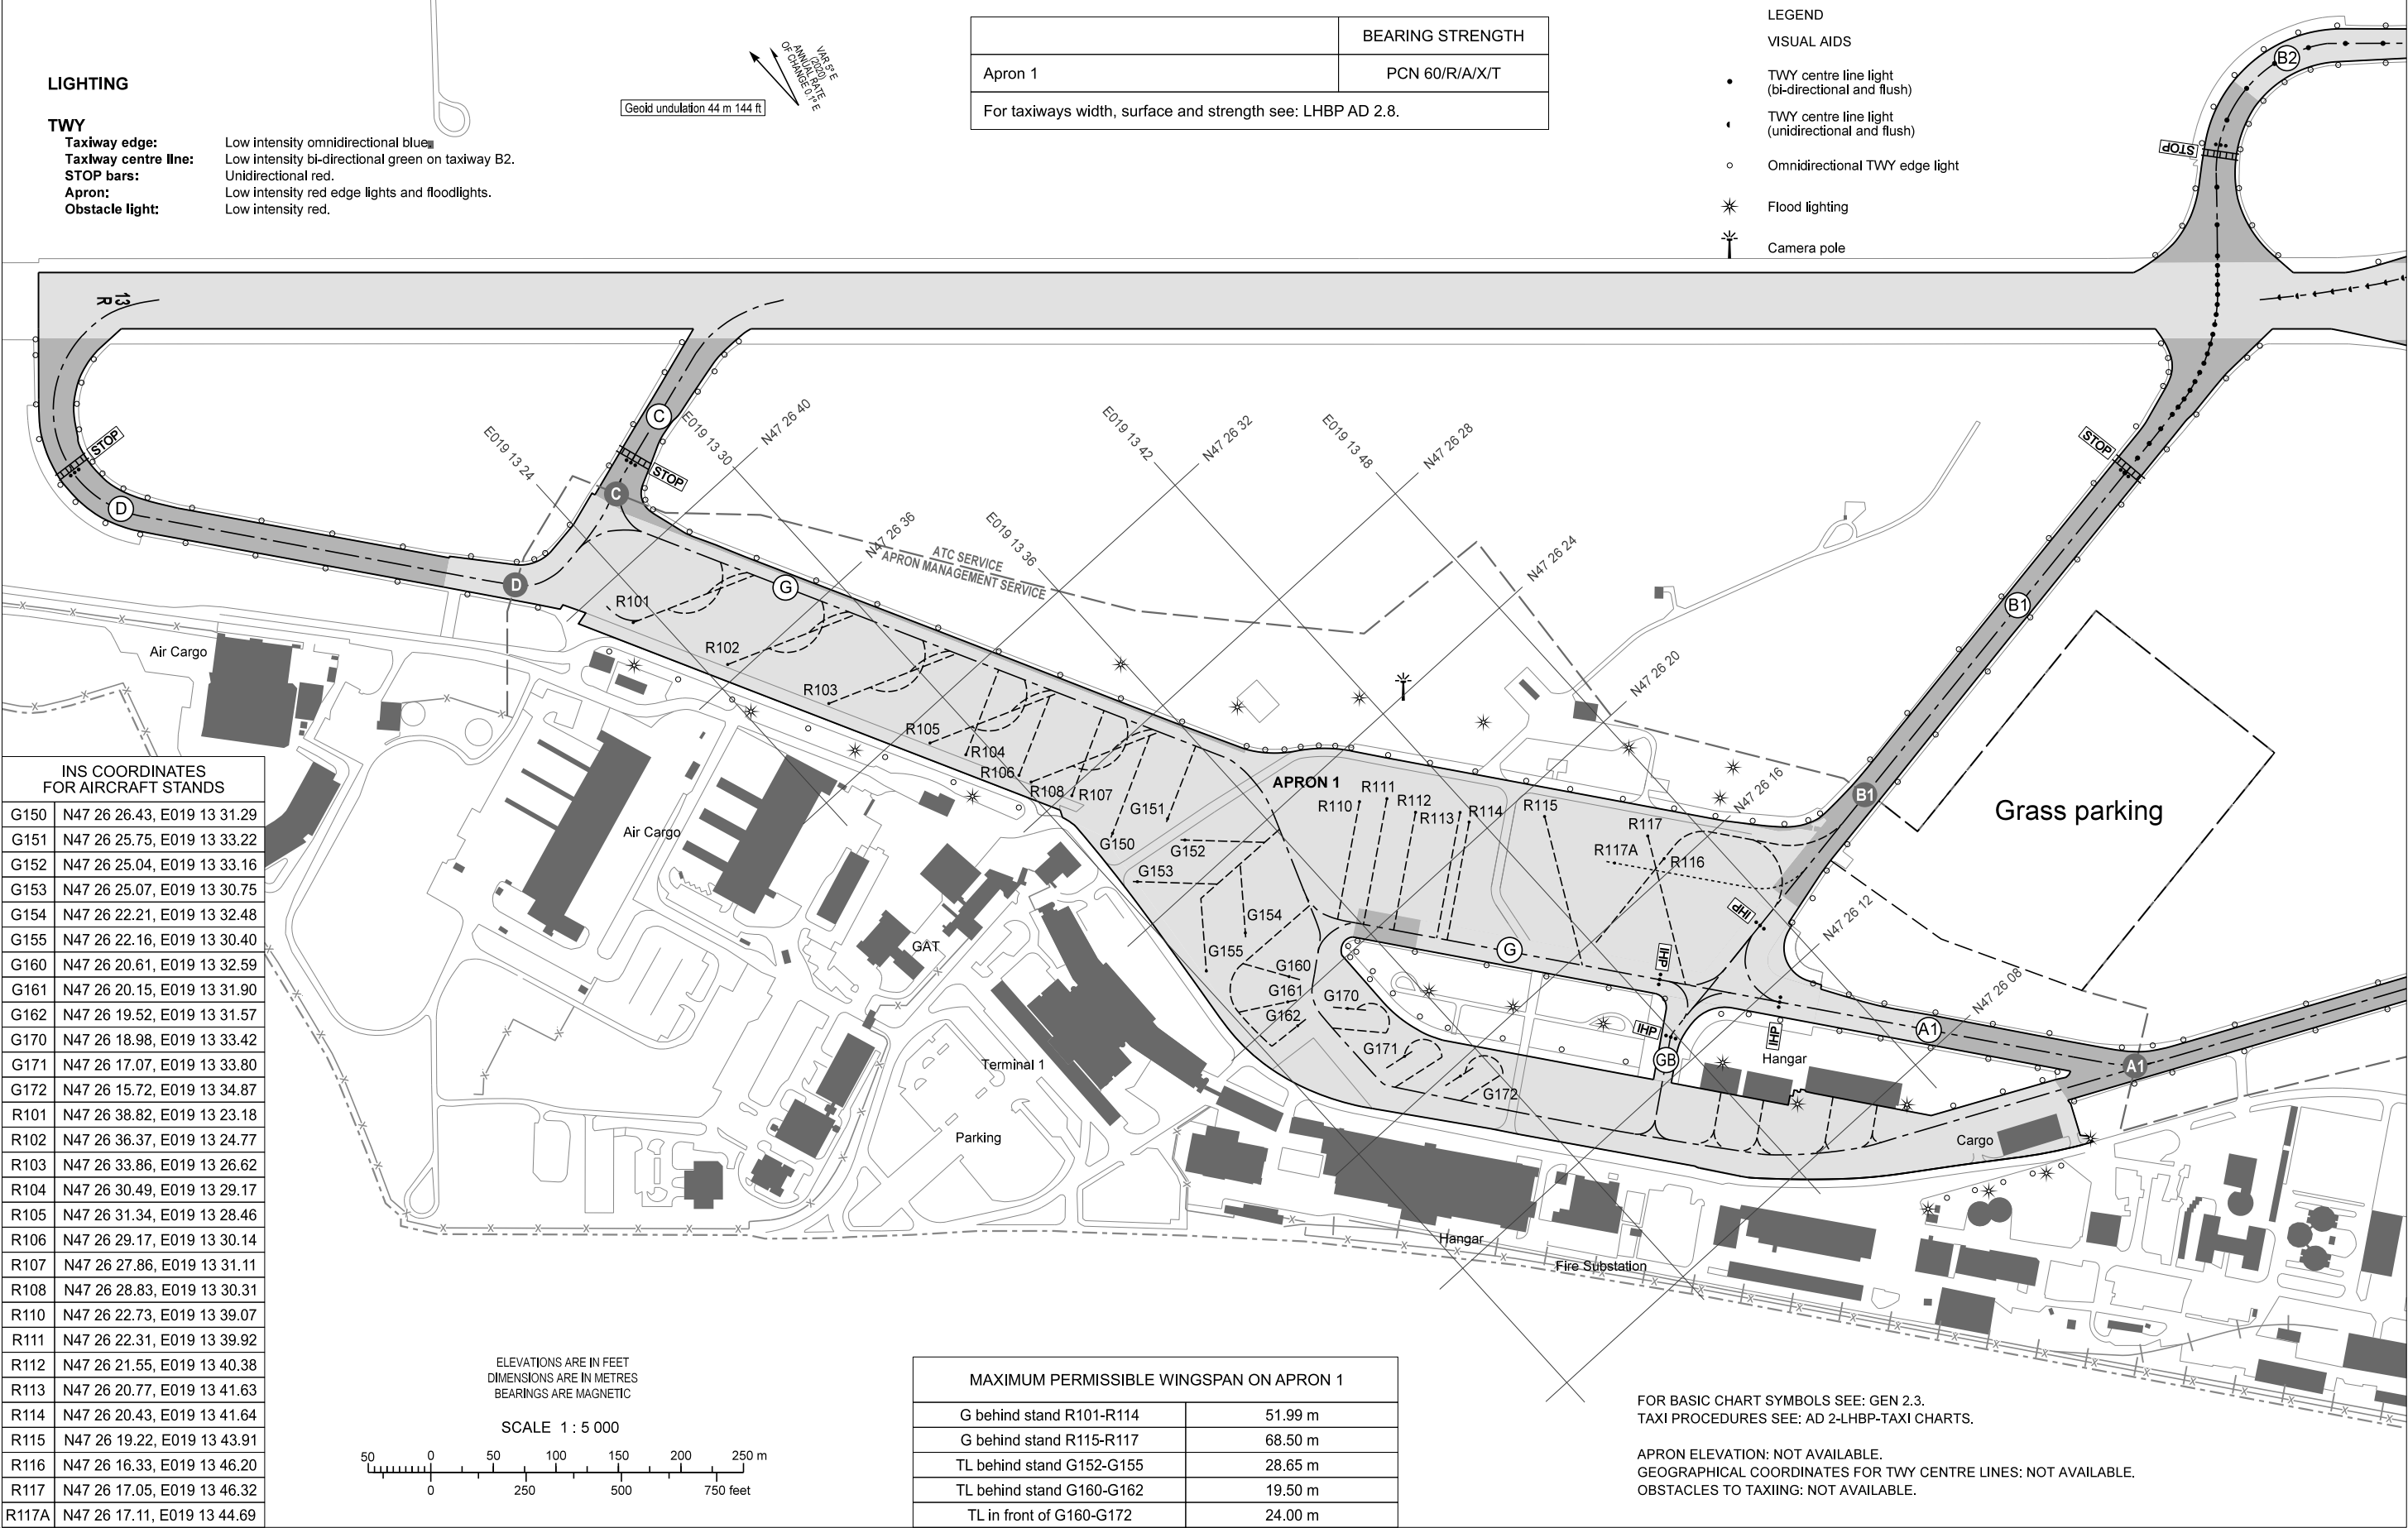 LIGHTING
TWY
Taxiway edge: Low intensity omnidirectional blue
Taxiway centre line: Low intensity bi-directional green on taxiway B2.
STOP bars: Unidirectional red.
Apron: Low intensity red edge lights and floodlights.
Obstacle light: Low intensity red.
Geoid undulation 44 m 144 ft
VAR 5° E
(2020)
ANNUAL RATE
OF CHANGE 0.1° E
BEARING STRENGTH
Apron 1 PCN 60/R/A/X/T
For taxiways width, surface and strength see: LHBP AD 2.8.
LEGEND
VISUAL AIDS
TWY centre line light
(bi-directional and flush)
TWY centre line light
(unidirectional and flush)
Omnidirectional TWY edge light
Flood lighting
Camera pole
B2
STOP
13
R
C
STOP
D
STOP
C
D
E019 13 24
E019 13 30
N47 26 40
N47 26 36
E019 13 36
E019 13 42
N47 26 32
E019 13 48
N47 26 28
N47 26 24
N47 26 20
N47 26 16
N47 26 12
N47 26 08
ATC SERVICE
APRON MANAGEMENT SERVICE
STOP
B1
B1
G
R101
R102
R103
R105
R104
R106
R108
R107
G151
G150
G152
G153
G154
G155
G160
G161
G162
G170
G171
G172
APRON 1
R110
R111
R112
R113
R114
R115
R117
R117A
R116
Grass parking
G
IHP
IHP
IHP
IHP
GB
A1
A1
Hangar
Cargo
Air Cargo
Air Cargo
GAT
Terminal 1
Parking
Hangar
Fire Substation
INS COORDINATES
FOR AIRCRAFT STANDS
G150 N47 26 26.43, E019 13 31.29
G151 N47 26 25.75, E019 13 33.22
G152 N47 26 25.04, E019 13 33.16
G153 N47 26 25.07, E019 13 30.75
G154 N47 26 22.21, E019 13 32.48
G155 N47 26 22.16, E019 13 30.40
G160 N47 26 20.61, E019 13 32.59
G161 N47 26 20.15, E019 13 31.90
G162 N47 26 19.52, E019 13 31.57
G170 N47 26 18.98, E019 13 33.42
G171 N47 26 17.07, E019 13 33.80
G172 N47 26 15.72, E019 13 34.87
R101 N47 26 38.82, E019 13 23.18
R102 N47 26 36.37, E019 13 24.77
R103 N47 26 33.86, E019 13 26.62
R104 N47 26 30.49, E019 13 29.17
R105 N47 26 31.34, E019 13 28.46
R106 N47 26 29.17, E019 13 30.14
R107 N47 26 27.86, E019 13 31.11
R108 N47 26 28.83, E019 13 30.31
R110 N47 26 22.73, E019 13 39.07
R111 N47 26 22.31, E019 13 39.92
R112 N47 26 21.55, E019 13 40.38
R113 N47 26 20.77, E019 13 41.63
R114 N47 26 20.43, E019 13 41.64
R115 N47 26 19.22, E019 13 43.91
R116 N47 26 16.33, E019 13 46.20
R117 N47 26 17.05, E019 13 46.32
R117A N47 26 17.11, E019 13 44.69
ELEVATIONS ARE IN FEET
DIMENSIONS ARE IN METRES
BEARINGS ARE MAGNETIC
SCALE 1 : 5 000
50 0 50 100 150 200 250 m
0 250 500 750 feet
MAXIMUM PERMISSIBLE WINGSPAN ON APRON 1
G behind stand R101-R114 51.99 m
G behind stand R115-R117 68.50 m
TL behind stand G152-G155 28.65 m
TL behind stand G160-G162 19.50 m
TL in front of G160-G172 24.00 m
FOR BASIC CHART SYMBOLS SEE: GEN 2.3.
TAXI PROCEDURES SEE: AD 2-LHBP-TAXI CHARTS.
APRON ELEVATION: NOT AVAILABLE.
GEOGRAPHICAL COORDINATES FOR TWY CENTRE LINES: NOT AVAILABLE.
OBSTACLES TO TAXIING: NOT AVAILABLE.